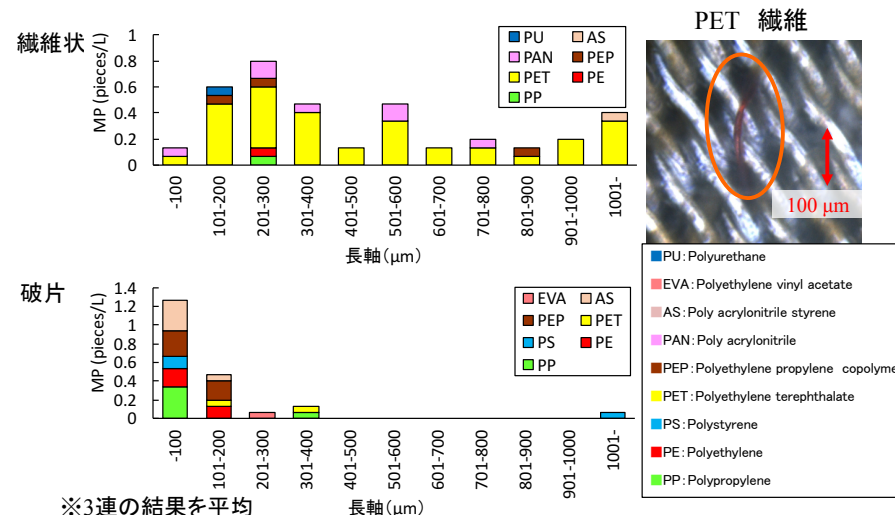 繊維状
MP (pieces/L)
1
0.8
0.6
0.4
0.2
0
PU AS
PAN PEP
PET PE
PP
-100
101-200
201-300
301-400
401-500
501-600
601-700
701-800
801-900
901-1000
1001-
長軸(μm)
PET 繊維
100 μm
破片
MP (pieces/L)
1.4
1.2
1
0.8
0.6
0.4
0.2
0
EVA AS
PEP PET
PS PE
PP
-100
101-200
201-300
301-400
401-500
501-600
601-700
701-800
801-900
901-1000
1001-
長軸(μm)
※3連の結果を平均
PU:Polyurethane
EVA:Polyethylene vinyl acetate
AS:Poly acrylonitrile styrene
PAN:Poly acrylonitrile
PEP:Polyethylene propylene copolyme
PET:Polyethylene terephthalate
PS:Polystyrene
PE:Polyethylene
PP:Polypropylene